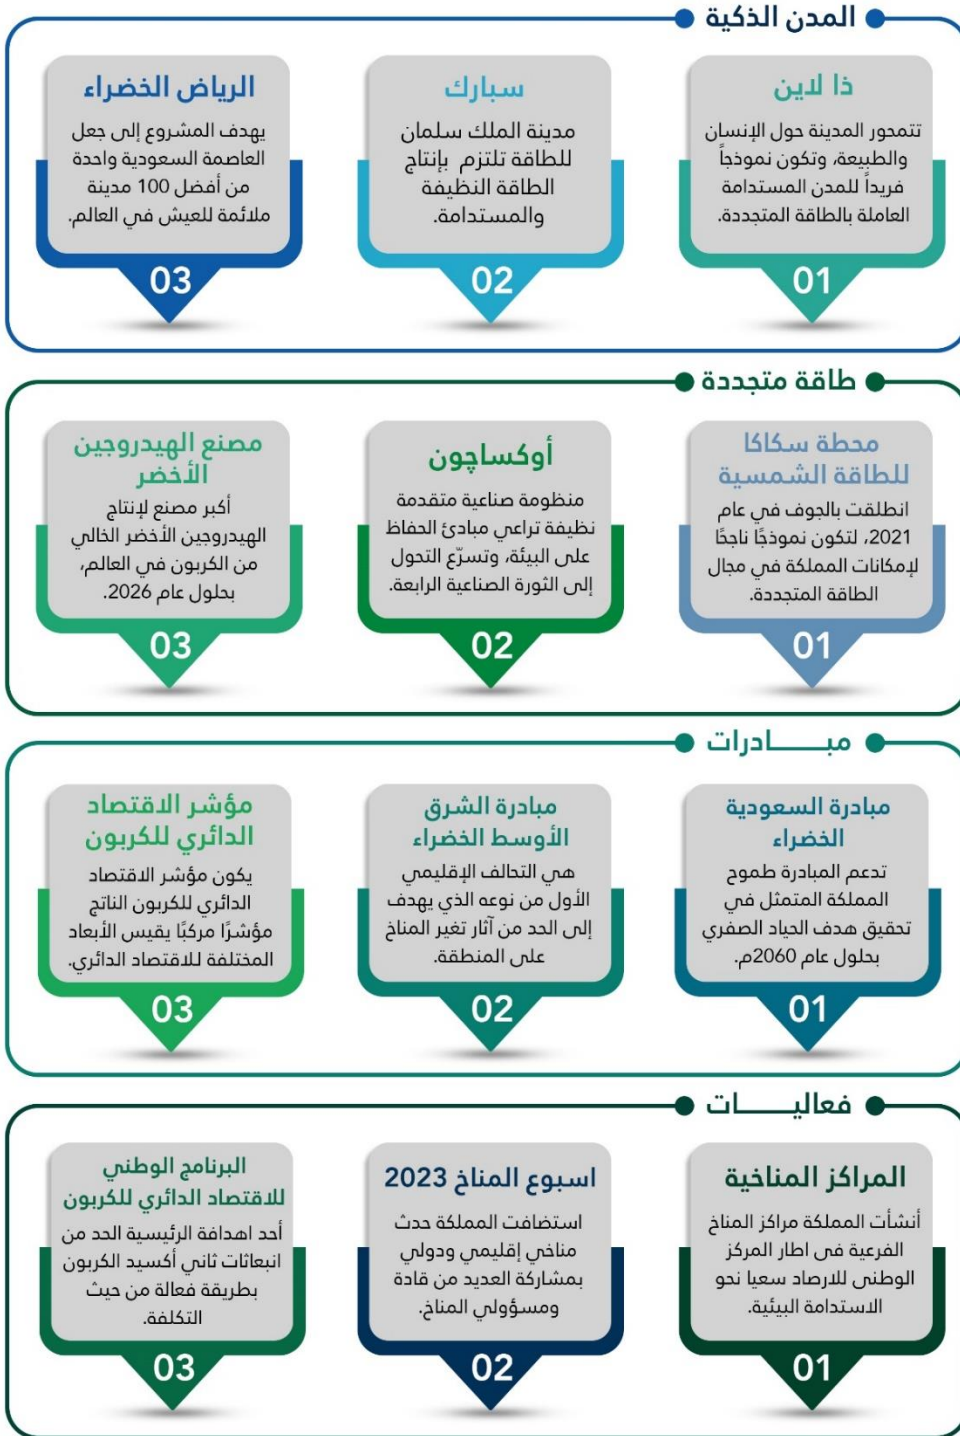 المدن الذكية
ذا لاين
تتمحور المدينة حول الإنسان
والطبيعة، وتكون نموذجاً
فريداً للمدن المستدامة
العاملة بالطاقة المتجددة.
01
سبارك
مدينة الملك سلمان
للطاقة تلتزم بإنتاج
الطاقة النظيفة
والمستدامة.
02
الرياض الخضراء
يهدف المشروع إلى جعل
العاصمة السعودية واحدة
من أفضل 100 مدينة
ملائمة للعيش في العالم.
03
طاقة متجددة
محطة سكاكا
للطاقة الشمسية
انطلقت بالجوف في عام
2021، لتكون نموذجًا ناجحًا
لإمكانات المملكة في مجال
الطاقة المتجددة.
01
أوكساچون
منظومة صناعية متقدمة
نظيفة تراعي مبادئ الحفاظ
على البيئة، وتسرّع التحول
إلى الثورة الصناعية الرابعة.
02
مصنع الهيدروجين
الأخضر
أكبر مصنع لإنتاج
الهيدروجين الأخضر الخالي
من الكربون في العالم،
بحلول عام 2026.
03
مبـــــادرات
مبادرة السعودية
الخضراء
تدعم المبادرة طموح
المملكة المتمثل في
تحقيق هدف الحياد الصفري
بحلول عام 2060م.
01
مبادرة الشرق
الأوسط الخضراء
هي التحالف الإقليمي
الأول من نوعه الذي يهدف
إلى الحد من آثار تغير المناخ
على المنطقة.
02
مؤشر الاقتصاد
الدائري للكربون
يكون مؤشر الاقتصاد
الدائري للكربون الناتج
مؤشرًا مركبًا يقيس الأبعاد
المختلفة للاقتصاد الدائري.
03
فعاليـــــات
المراكز المناخية
أنشأت المملكة مراكز المناخ
الفرعية في اطار المركز
الوطني للارصاد سعيا نحو
الاستدامة البيئية.
01
اسبوع المناخ 2023
استضافت المملكة حدث
مناخي إقليمي ودولي
بمشاركة العديد من قادة
ومسؤولي المناخ.
02
البرنامج الوطني
للاقتصاد الدائري للكربون
أحد اهدافة الرئيسية الحد من
انبعاثات ثاني أكسيد الكربون
بطريقة فعالة من حيث
التكلفة.
03